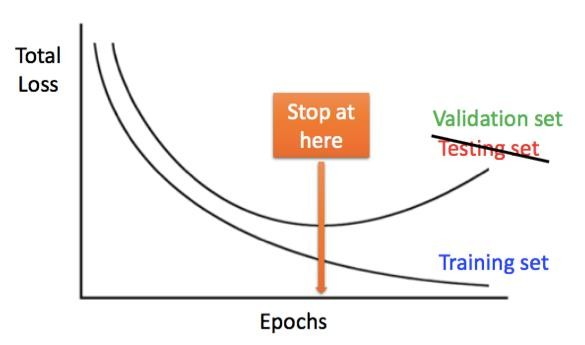 Total
Loss
Stop at
here
Validation set
Testing set
Training set
Epochs